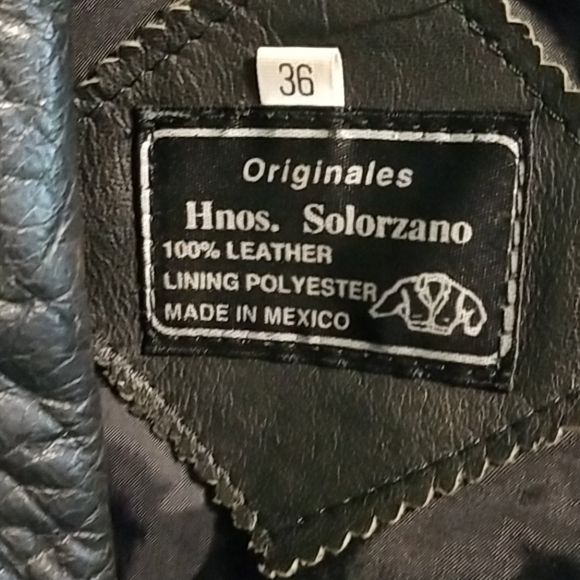 36
Originales
Hnos. Solorzano
100% LEATHER
LINING POLYESTER
MADE IN MEXICO